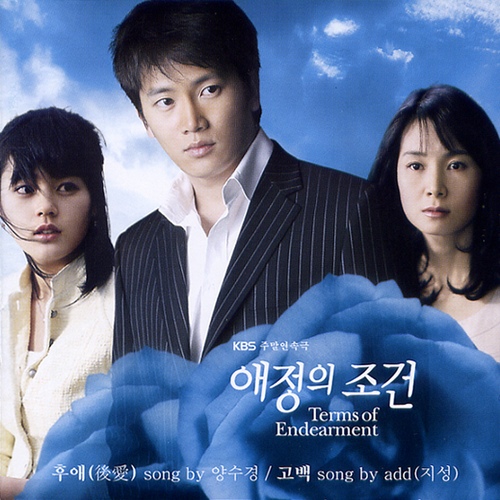 KBS 주말연속극
애정의 조건
Terms of
Endearment
후애(後愛) song by 양수경 / 고백 song by add(지성)